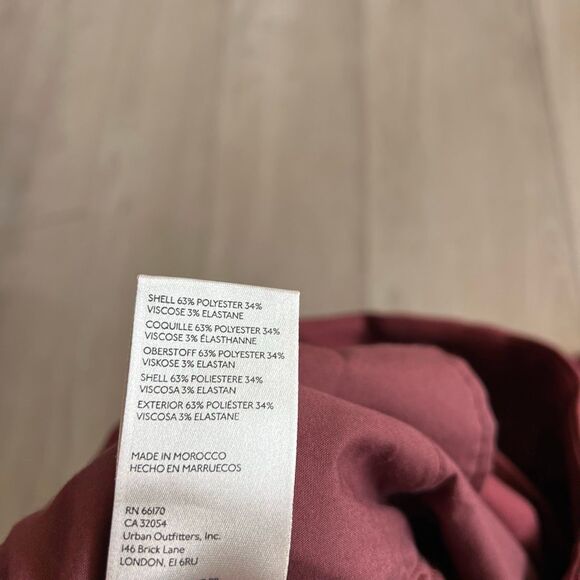 SHELL 63% POLYESTER 34%
VISCOSE 3% ELASTANE
COQUILLE 63% POLYESTER 34%
VISCOSE 3% ÉLASTHANNE
OBERSTOFF 63% POLYESTER 34%
VISKOSE 3% ELASTAN
SHELL 63% POLIESTERE 34%
VISCOSA 3% ELASTAN
EXTERIOR 63% POLIÉSTER 34%
VISCOSA 3% ELASTANE
MADE IN MOROCCO
HECHO EN MARRUECOS
RN 66170
CA 32054
Urban Outfitters, Inc.
146 Brick Lane
LONDON, E1 6RU